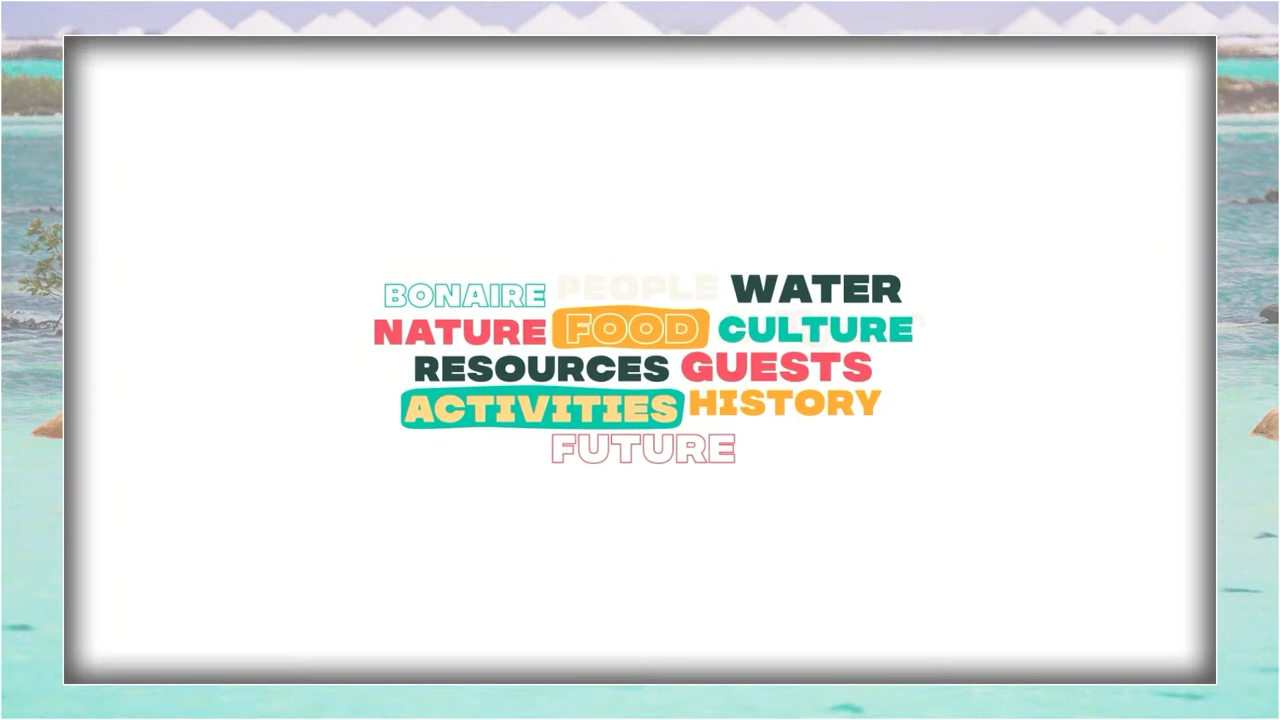 BONAIRE PEOPLE WATER
NATURE FOOD CULTURE
RESOURCES GUESTS
ACTIVITIES HISTORY
FUTURE